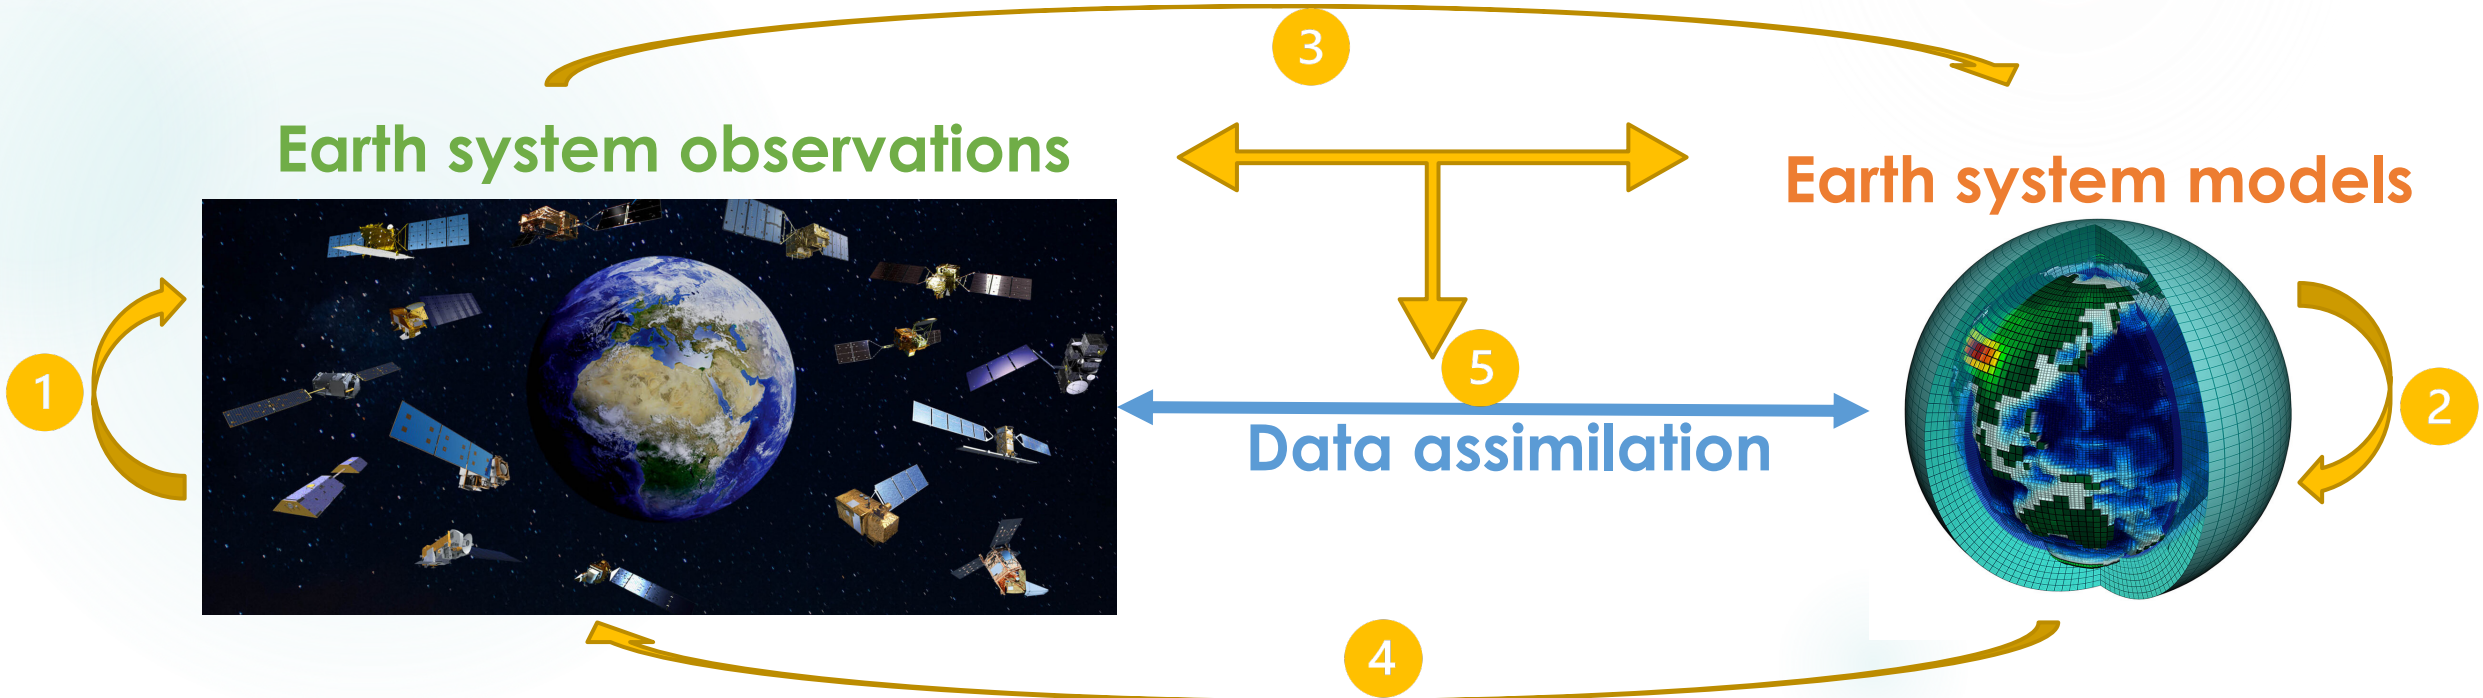 3
Earth system observations
Earth system models
1
5
2
Data assimilation
4